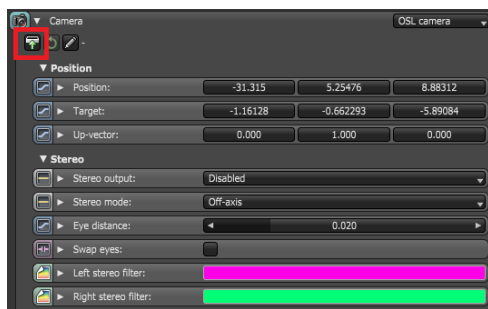 Camera OSL camera
-
Position
Position: -31.315 5.25476 8.88312
Target: -1.16128 -0.662293 -5.89084
Up-vector: 0.000 1.000 0.000
Stereo
Stereo output: Disabled
Stereo mode: Off-axis
Eye distance: 0.020
Swap eyes:
Left stereo filter:
Right stereo filter: